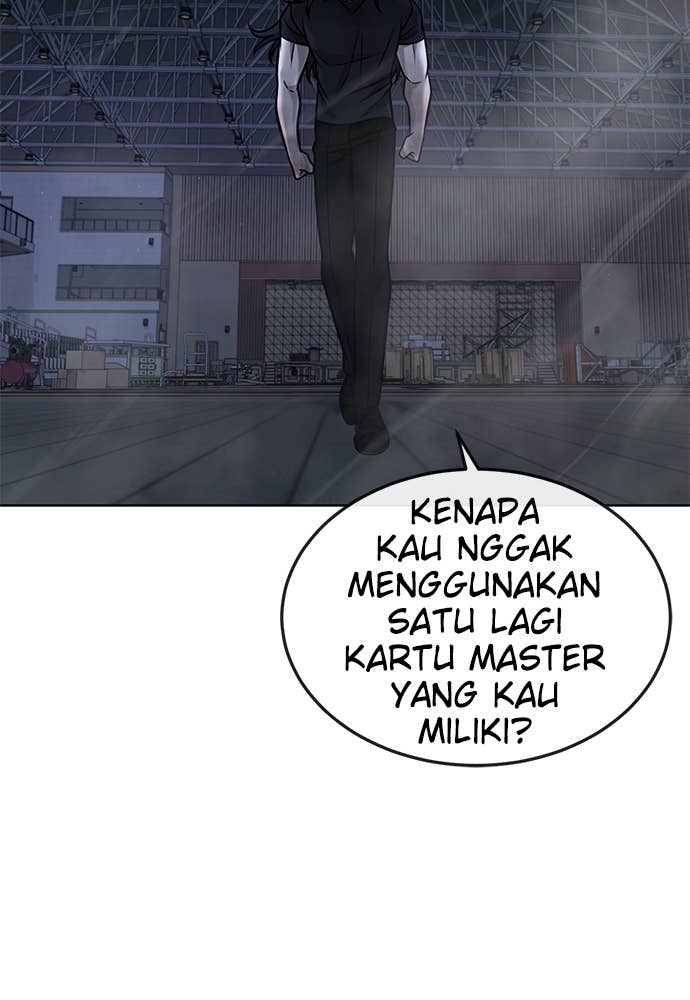 KENAPA
KAU NGGAK
MENGGUNAKAN
SATU LAGI
KARTU MASTER
YANG KAU
MILIKI?